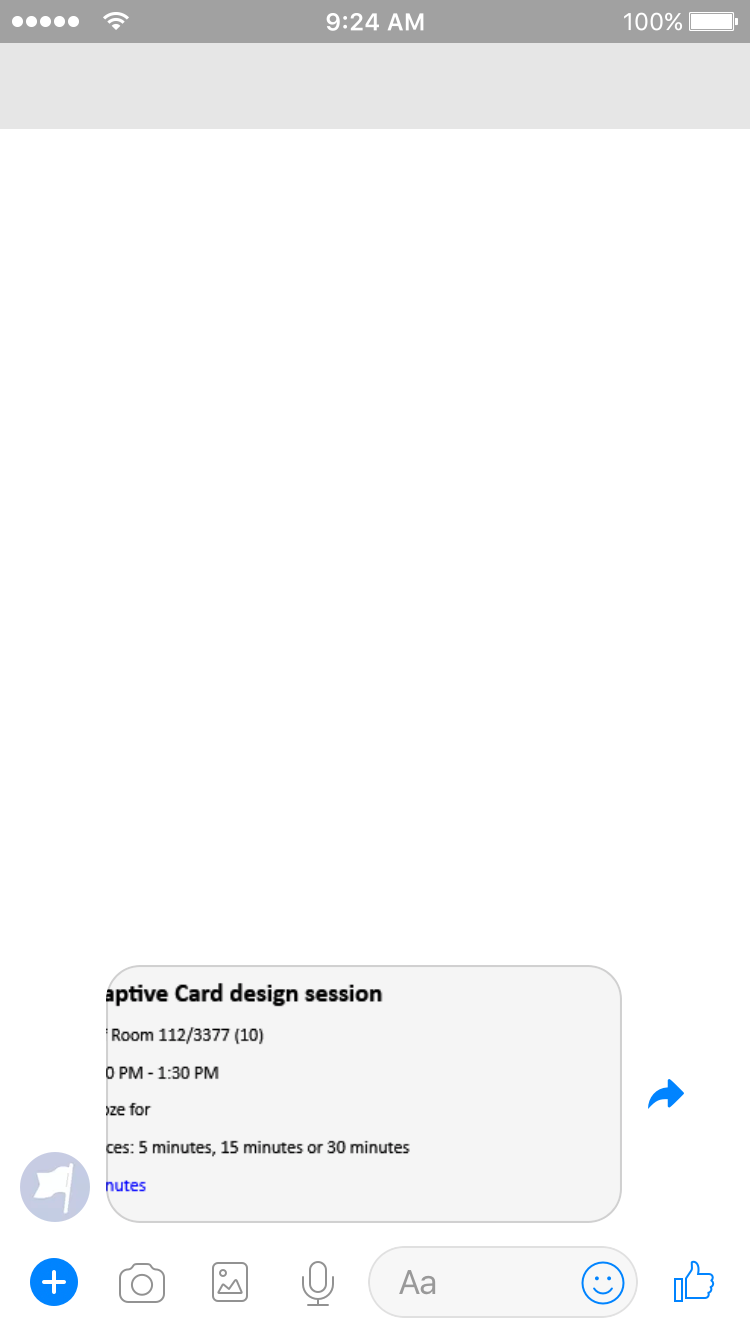 9:24 AM
100%
aptive Card design session
Room 112/3377 (10)
0 PM - 1:30 PM
oze for
ces: 5 minutes, 15 minutes or 30 minutes
nutes
Aa